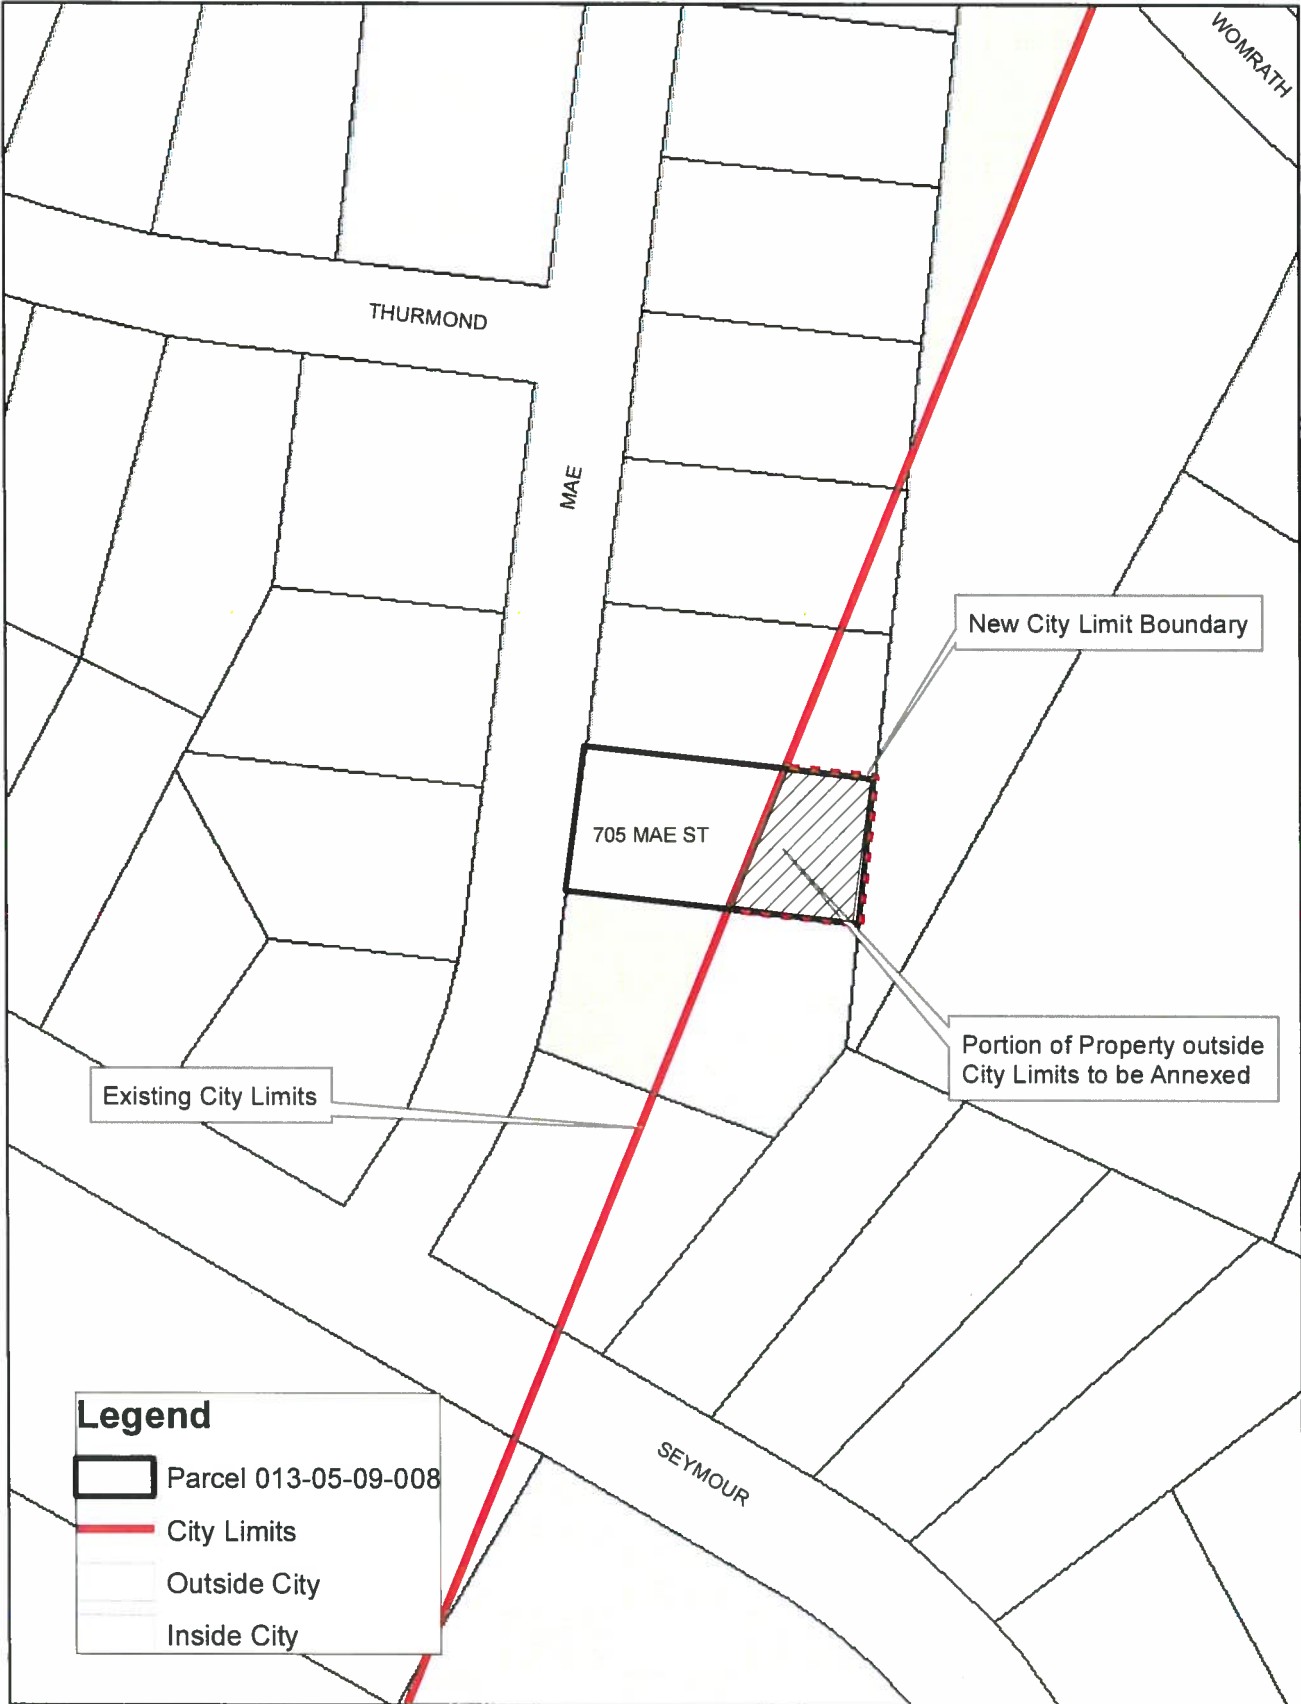 WOMRATH
THURMOND
MAE
New City Limit Boundary
705 MAE ST
Portion of Property outside
City Limits to be Annexed
Existing City Limits
SEYMOUR
Legend
Parcel 013-05-09-008
City Limits
Outside City
Inside City